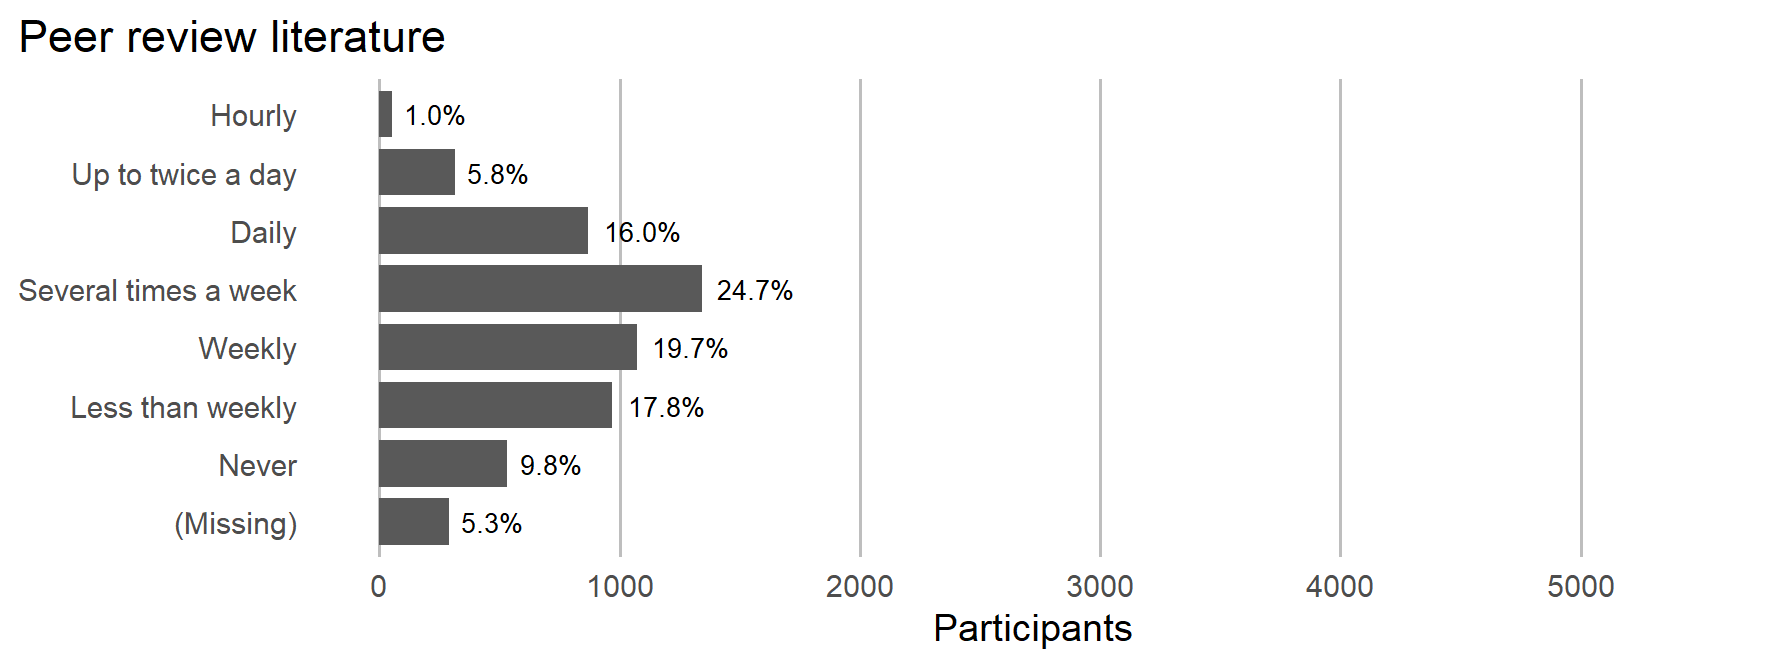 Peer review literature
Hourly 1.0%
Up to twice a day 5.8%
Daily 16.0%
Several times a week 24.7%
Weekly 19.7%
Less than weekly 17.8%
Never 9.8%
(Missing) 5.3%
0 1000 2000 3000 4000 5000
Participants